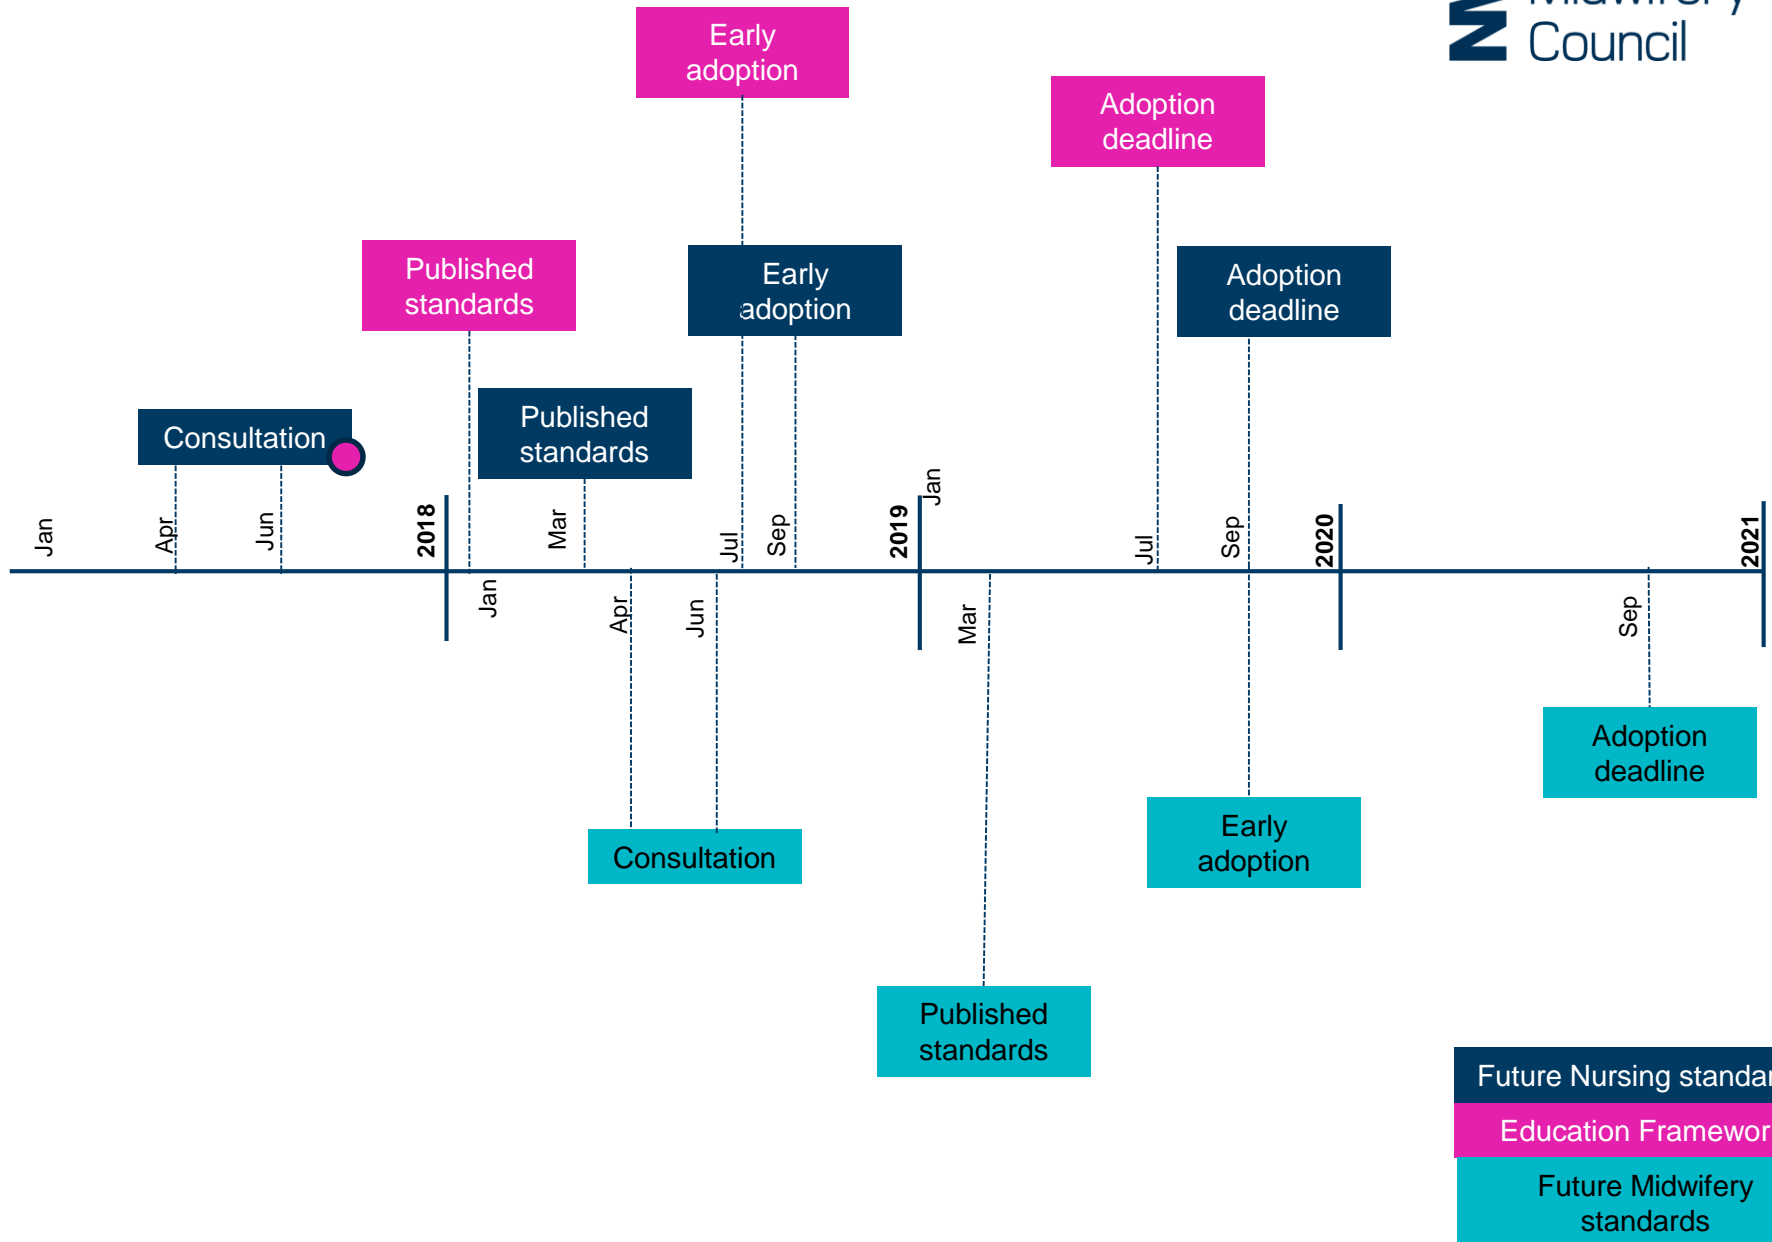 Council
Early
adoption
Adoption
deadline
Published
standards
Early
adoption
Adoption
deadline
Published
standards
Consultation
Jan
Apr
Jun
2018
Mar
Jul
Sep
2019
Jan
Jul
Sep
2020
2021
Jan
Apr
Jun
Mar
Sep
Adoption
deadline
Early
adoption
Consultation
Published
standards
Future Nursing
Education
Future Midwifery
standards